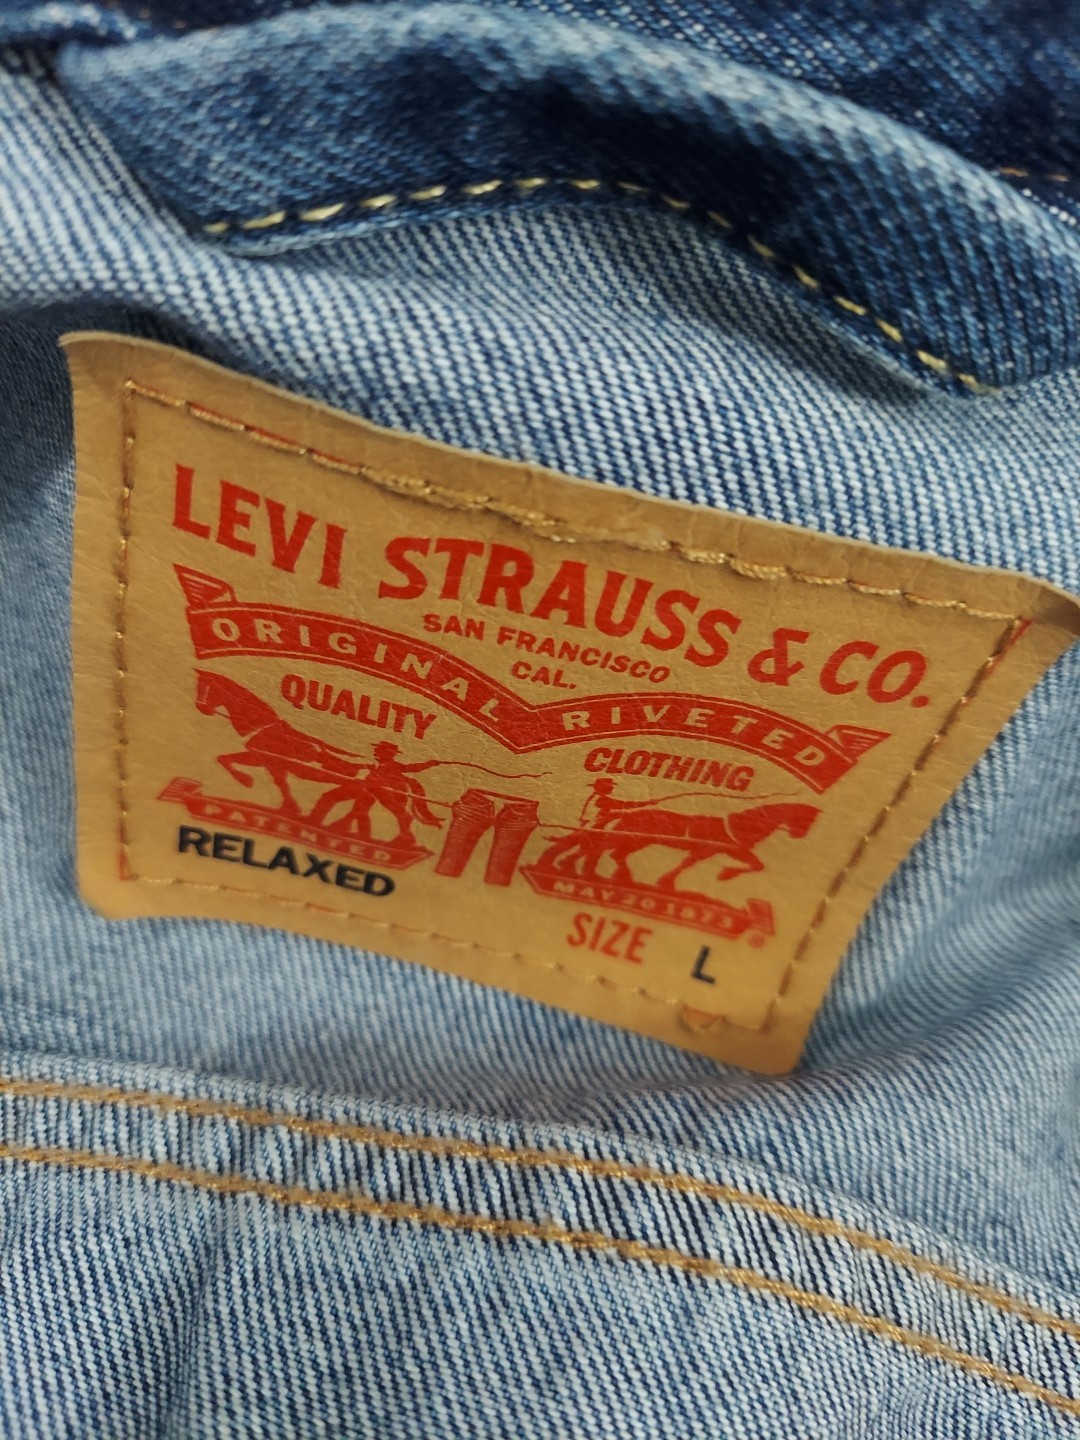 LEVI STRAUSS & CO.
SAN FRANCISCO
CAL.
ORIGINAL RIVETED
QUALITY CLOTHING
PATENTED MAY 20 1873
RELAXED
SIZE L
®